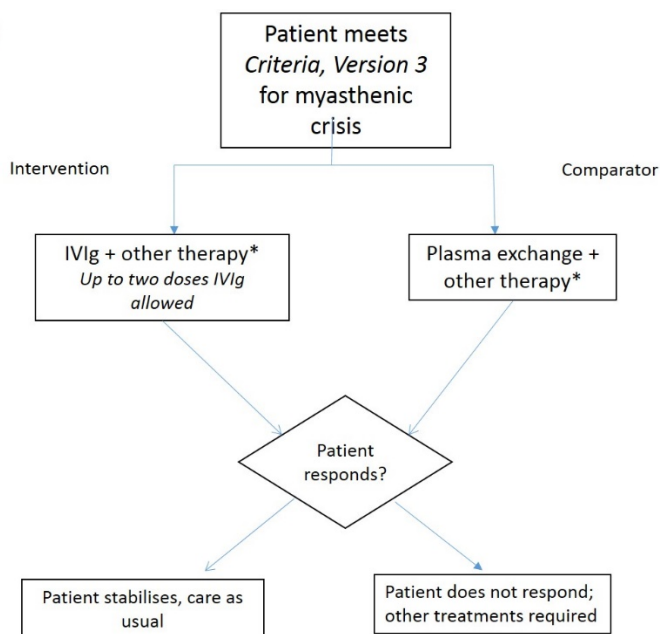 Patient meets
Criteria, Version 3
for myasthenic
crisis
Intervention
Comparator
IVIg + other therapy*
Up to two doses IVIg
allowed
Plasma exchange +
other therapy*
Patient
responds?
Patient stabilises, care as
usual
Patient does not respond;
other treatments required